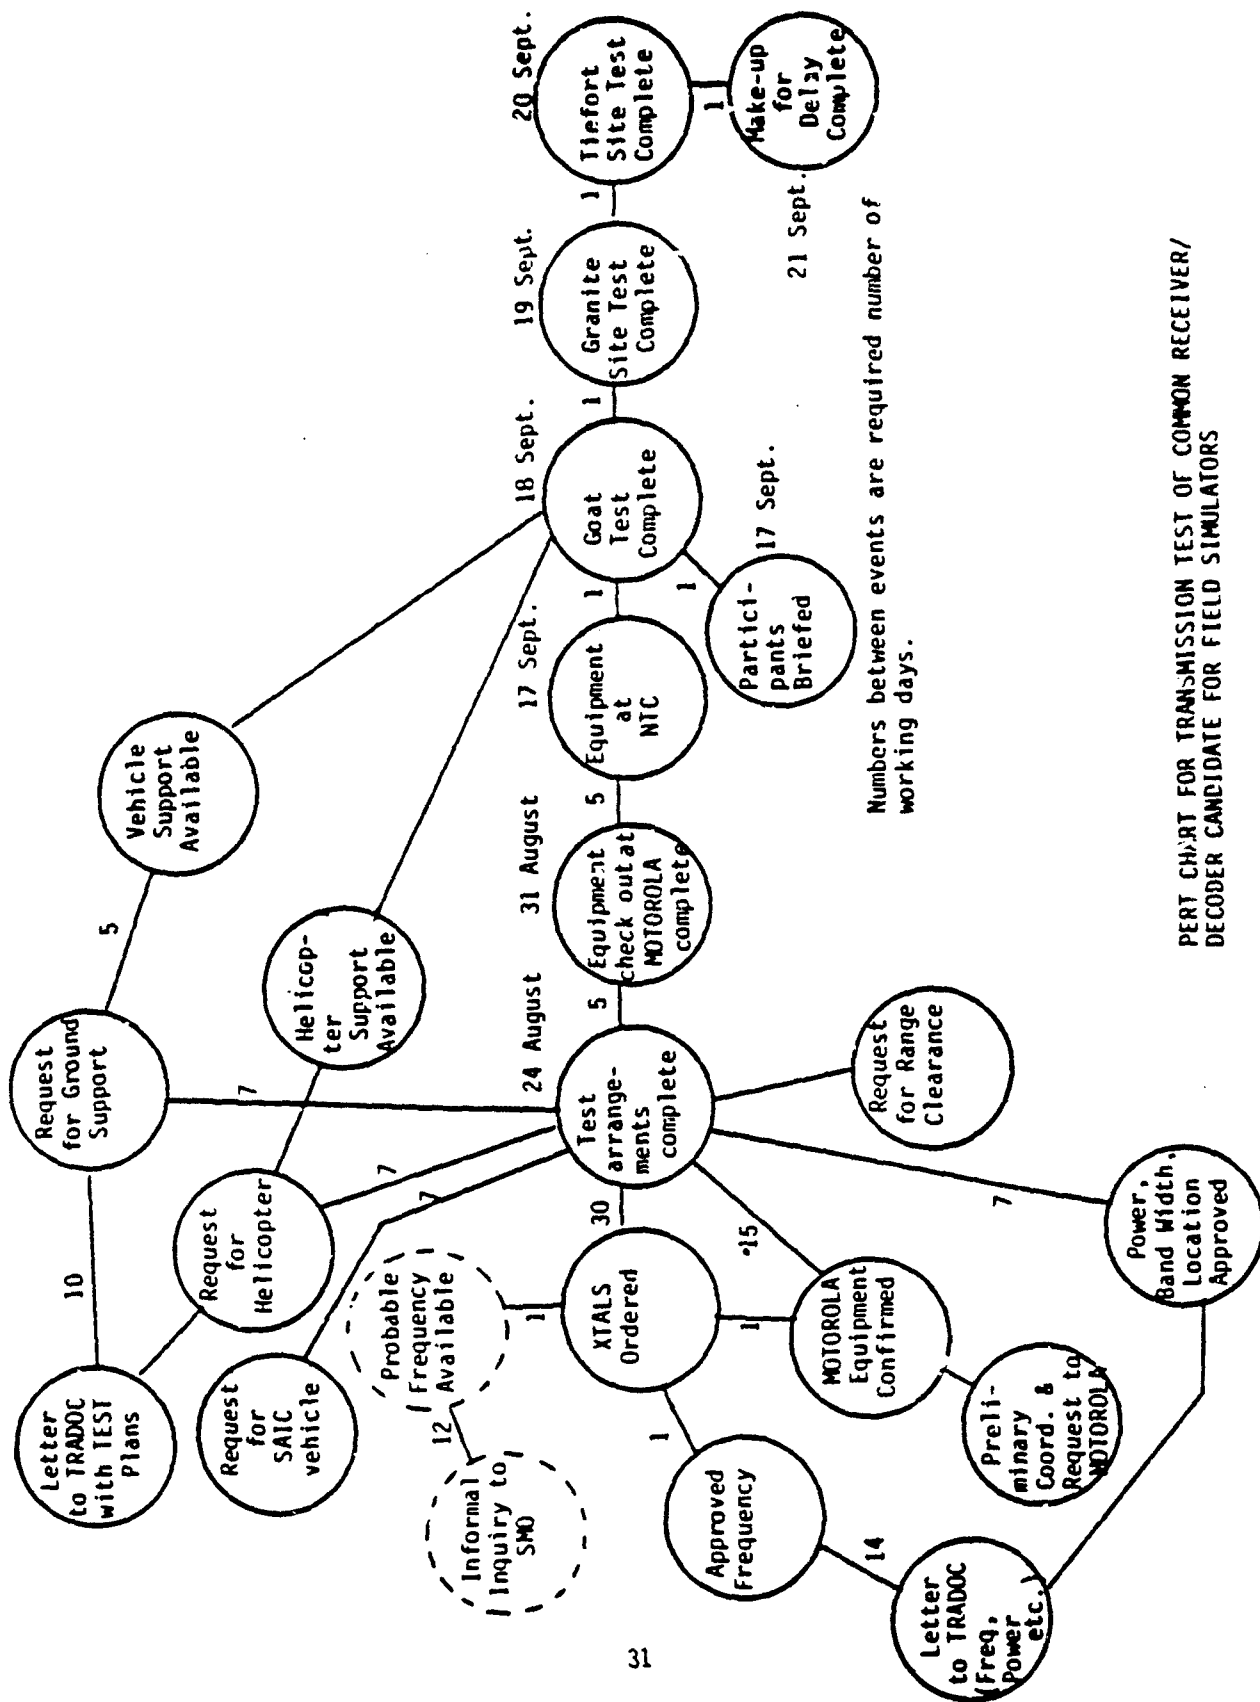 Letter
to TRADOC
with TEST
Plans
10
Request
for Ground
Support
5
Vehicle
Support
Available
Request
for
Helicopter
7
Helicop-
ter
Support
Available
Request
for
SAIC
vehicle
7
7
Informal
Inquiry to
SMO
12
Probable
Frequency
Available
1
XTALS
Ordered
30
24 August
Test
arrange-
ments
complete
5
31 August
Equipment
check out at
MOTOROLA
complete
5
17 Sept.
Equipment
at
NTC
1
18 Sept.
Goat
Test
Complete
1
19 Sept.
Granite
Site Test
Complete
1
20 Sept.
Tiefort
Site Test
Complete
1
21 Sept.
Make-up
for
Delay
Complete
Approved
Frequency
1
14
Letter
to TRADOC
(Freq,
Power
etc.)
1
MOTOROLA
Equipment
Confirmed
15
Preli-
minary
Coord. &
Request to
MOTOROLA
Power,
Band Width,
Location
Approved
7
Request
for Range
Clearance
Partici-
pants
Briefed
1
17 Sept.
Numbers between events are required number of
working days.
PERT CHART FOR TRANSMISSION TEST OF COMMON RECEIVER/
DECODER CANDIDATE FOR FIELD SIMULATORS
31